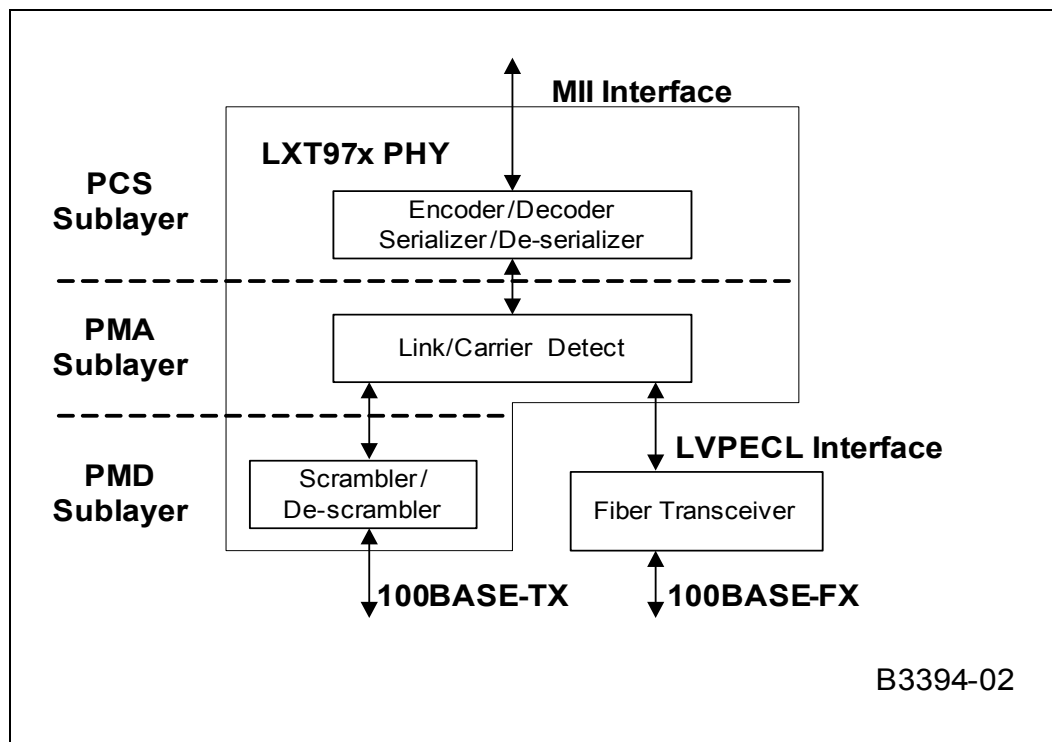 MII Interface
LXT97x PHY
PCS
Sublayer
Encoder/Decoder
Serializer/De-serializer
PMA
Sublayer
Link/Carrier Detect
LVPECL Interface
PMD
Sublayer
Scrambler/
De-scrambler
Fiber Transceiver
100BASE-TX
100BASE-FX
B3394-02